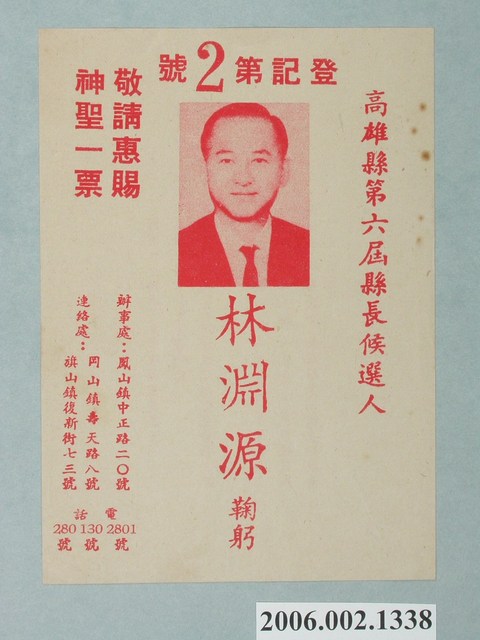 登記第2號
高雄縣第六屆縣長候選人
林淵源 鞠躬
敬請惠賜
神聖一票
辦事處：鳳山鎮中正路二〇號
連絡處：岡山鎮壽天路八號
旗山鎮復新街七三號
電話
2801號
130號
280號
2006.002.1338